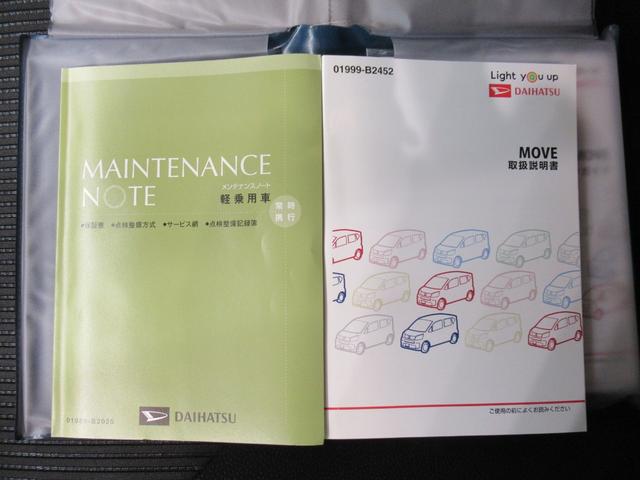 MAINTENANCE
NOTE
メンテナンスノート
軽乗用車
常時
携行
●保証書 ●点検整備方式 ●サービス網 ●点検整備記録簿
01999-B2025
DAIHATSU
01999-B2452
Light you up
DAIHATSU
MOVE
取扱説明書
ご使用の前によくお読みください